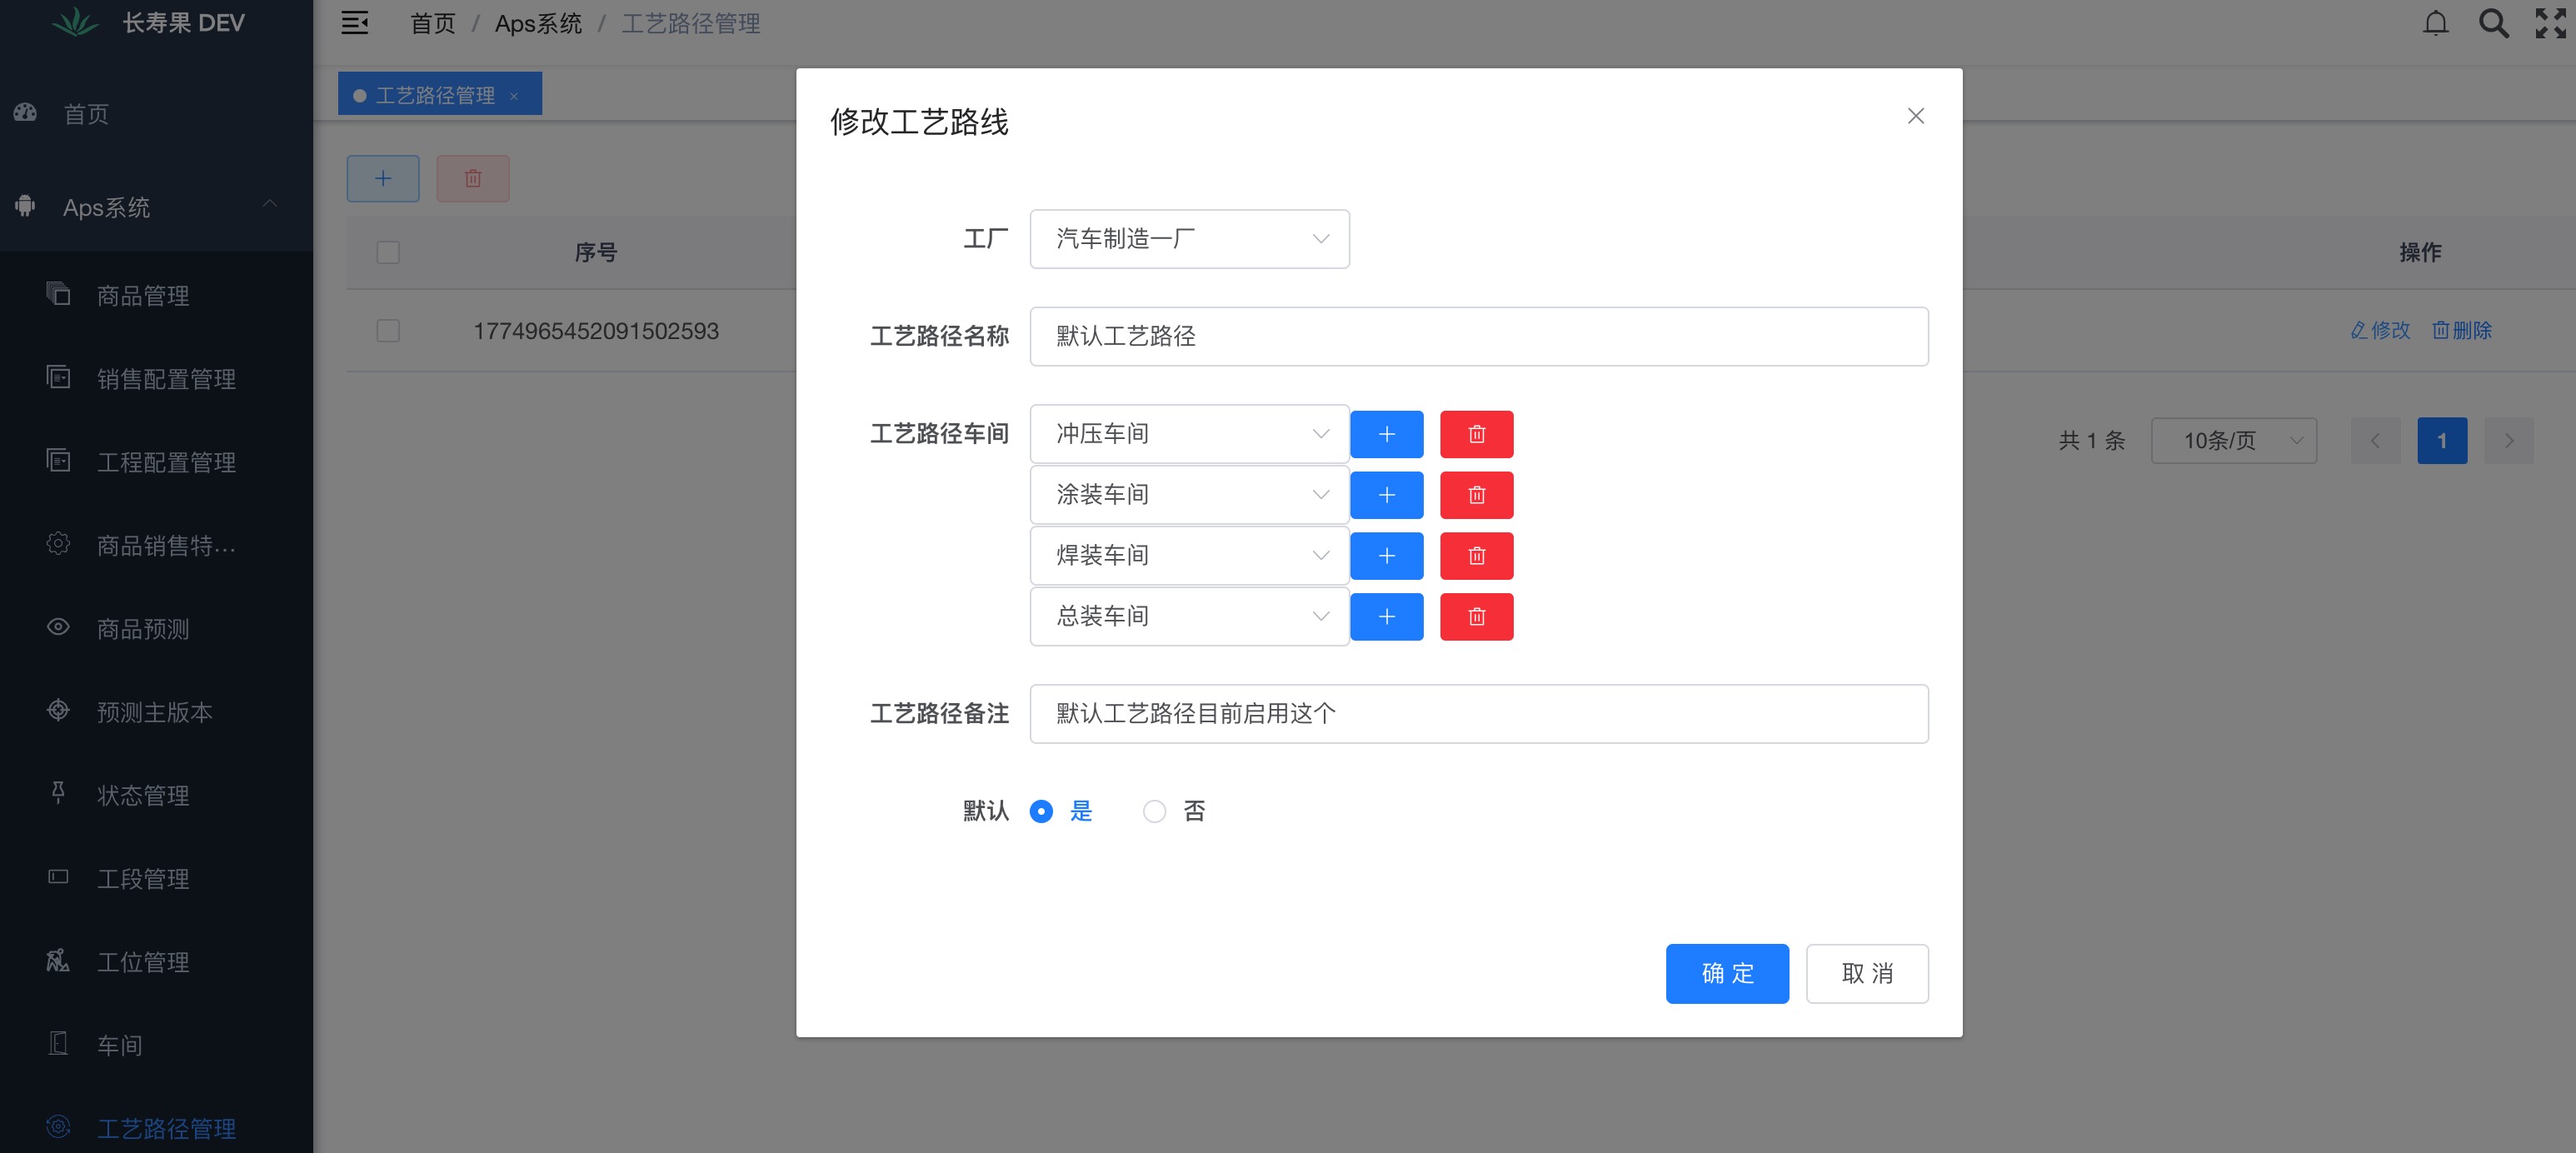 长寿果 DEV
首页 / Aps系统 / 工艺路径管理
工艺路径管理 ×
首页
Aps系统
商品管理
销售配置管理
工程配置管理
商品销售特...
商品预测
预测主版本
状态管理
工段管理
工位管理
车间
工艺路径管理
序号
操作
1774965452091502593
修改 删除
共 1 条 10条/页 1
修改工艺路线
工厂 汽车制造一厂
工艺路径名称 默认工艺路径
工艺路径车间 冲压车间
涂装车间
焊装车间
总装车间
工艺路径备注 默认工艺路径目前启用这个
默认 是 否
确 定 取 消